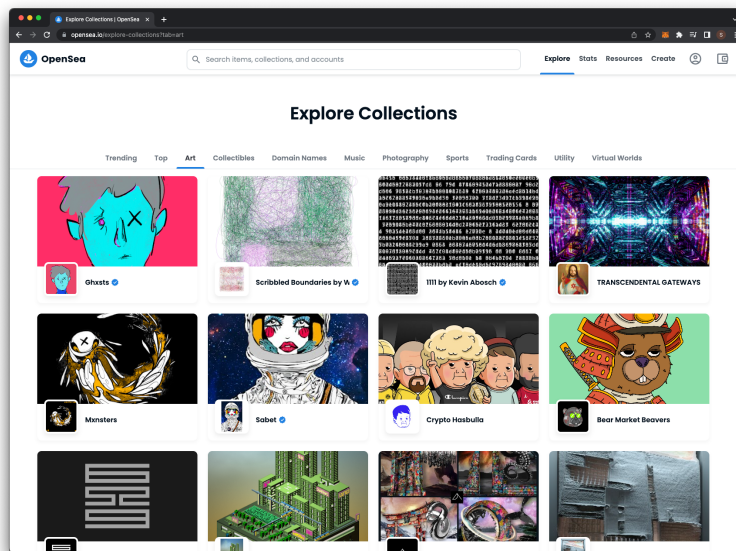 Explore Collections | OpenSea
opensea.io/explore-collections?tab=art
S
OpenSea
Search items, collections, and accounts
Explore Stats Resources Create
Explore Collections
Trending Top Art Collectibles Domain Names Music Photography Sports Trading Cards Utility Virtual Worlds
Ghxsts
Scribbled Boundaries by W
1111 by Kevin Abosch
TRANSCENDENTAL GATEWAYS
Champion
Mxnsters
Sabet
Crypto Hasbulla
Bear Market Beavers